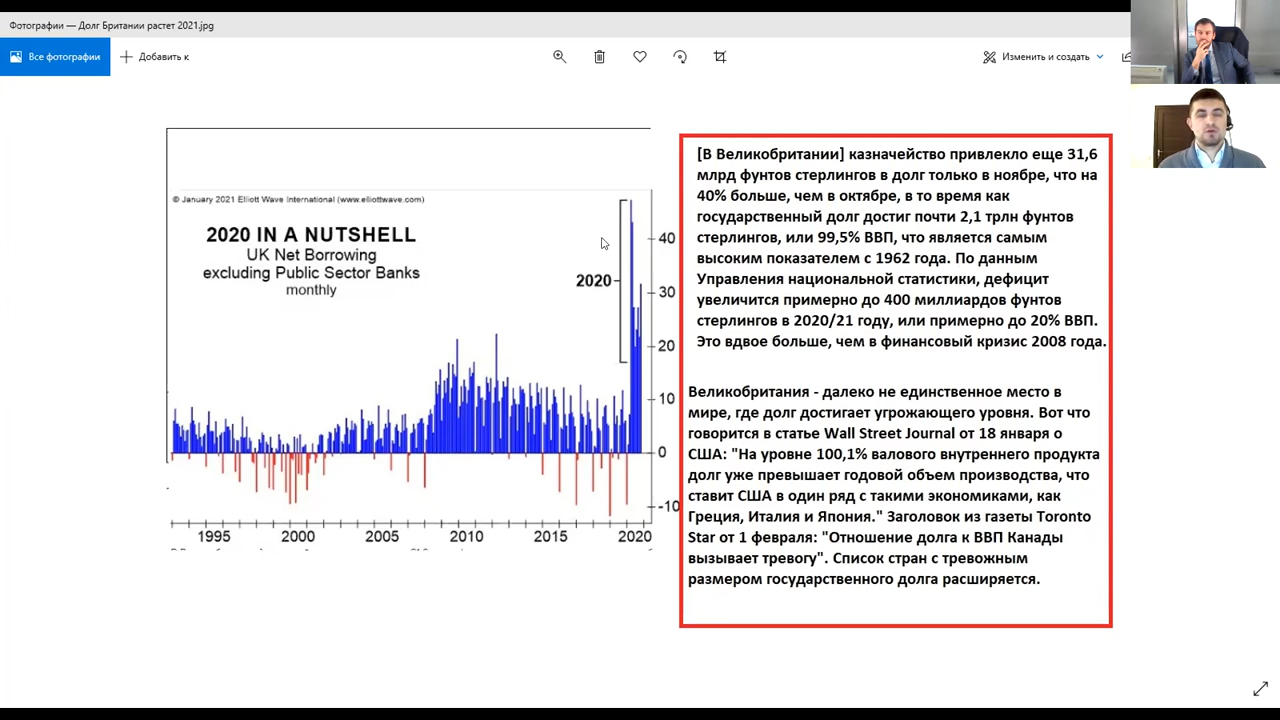 Фотографии — Долг Британии растет 2021.jpg
Все фотографии
Добавить к
Изменить и создать
© January 2021 Elliott Wave International (www.elliottwave.com)
2020 IN A NUTSHELL
UK Net Borrowing
excluding Public Sector Banks
monthly
2020
40
30
20
10
0
-10
1995 2000 2005 2010 2015 2020
[В Великобритании] казначейство привлекло еще 31,6
млрд фунтов стерлингов в долг только в ноябре, что на
40% больше, чем в октябре, в то время как
государственный долг достиг почти 2,1 трлн фунтов
стерлингов, или 99,5% ВВП, что является самым
высоким показателем с 1962 года. По данным
Управления национальной статистики, дефицит
увеличится примерно до 400 миллиардов фунтов
стерлингов в 2020/21 году, или примерно до 20% ВВП.
Это вдвое больше, чем в финансовый кризис 2008 года.
Великобритания - далеко не единственное место в
мире, где долг достигает угрожающего уровня. Вот что
говорится в статье Wall Street Journal от 18 января о
США: "На уровне 100,1% валового внутреннего продукта
долг уже превышает годовой объем производства, что
ставит США в один ряд с такими экономиками, как
Греция, Италия и Япония." Заголовок из газеты Toronto
Star от 1 февраля: "Отношение долга к ВВП Канады
вызывает тревогу". Список стран с тревожным
размером государственного долга расширяется.